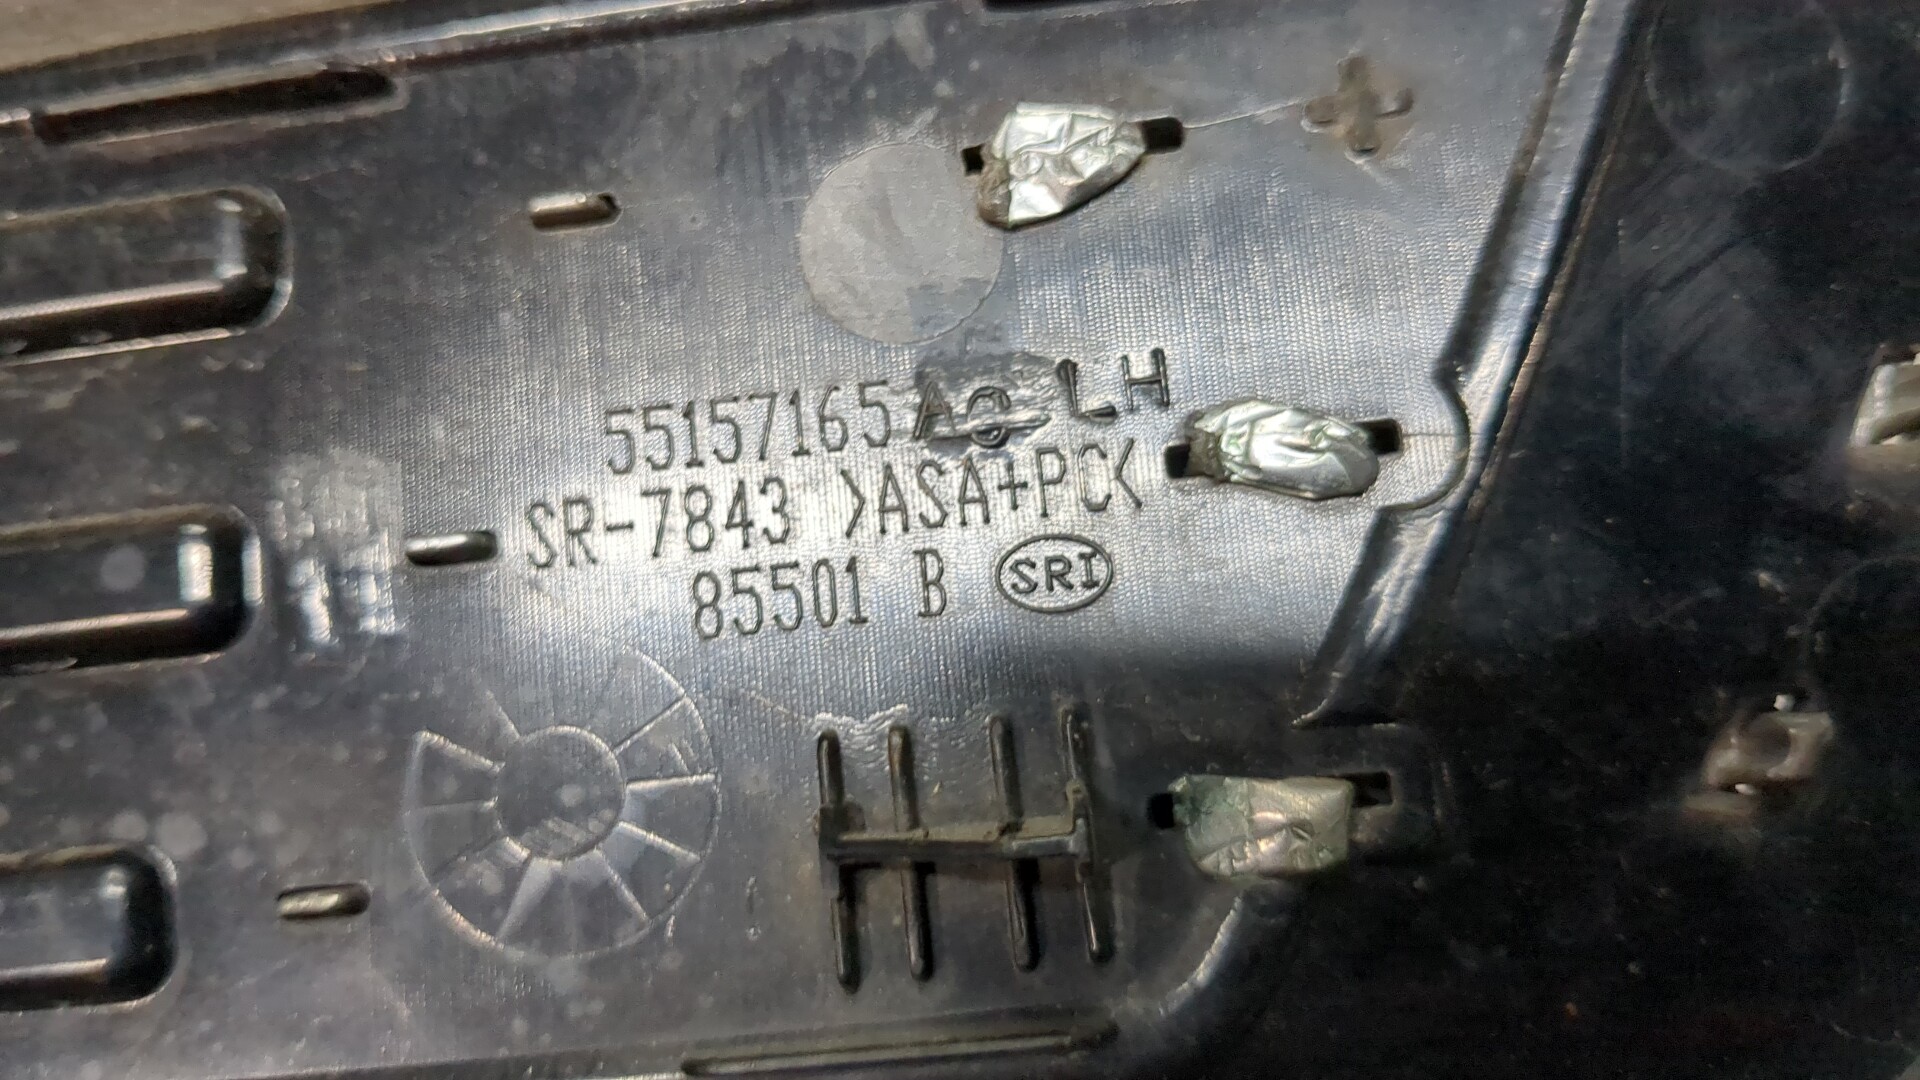 55157165AC LH
SR-7843 >ASA+PC<
85501 B SRI